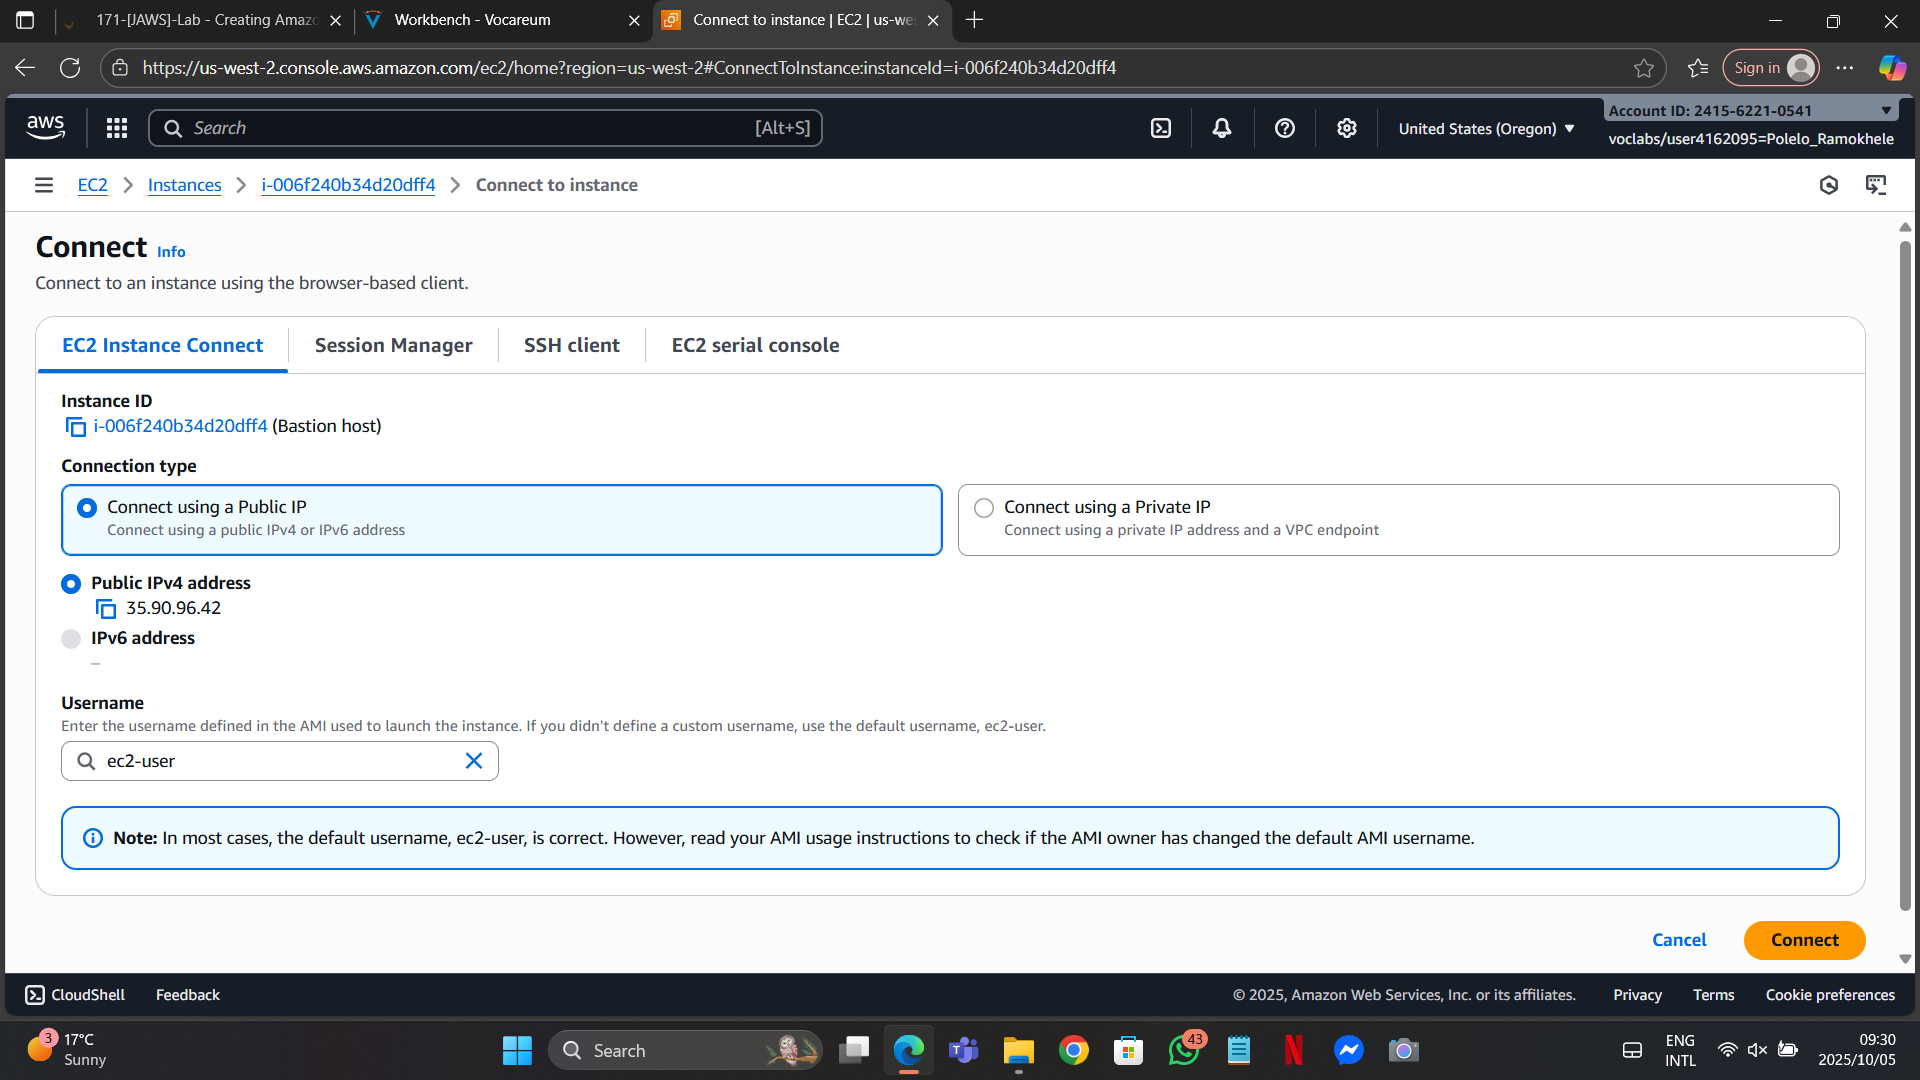 171-[JAWS]-Lab - Creating Amazo
Workbench - Vocareum
Connect to instance | EC2 | us-we
https://us-west-2.console.aws.amazon.com/ec2/home?region=us-west-2#ConnectToInstance:instanceId=i-006f240b34d20dff4
Sign in
aws
Search
[Alt+S]
United States (Oregon)
Account ID: 2415-6221-0541
voclabs/user4162095=Polelo_Ramokhele
EC2
Instances
i-006f240b34d20dff4
Connect to instance
Connect Info
Connect to an instance using the browser-based client.
EC2 Instance Connect
Session Manager
SSH client
EC2 serial console
Instance ID
i-006f240b34d20dff4 (Bastion host)
Connection type
Connect using a Public IP
Connect using a public IPv4 or IPv6 address
Connect using a Private IP
Connect using a private IP address and a VPC endpoint
Public IPv4 address
35.90.96.42
IPv6 address
–
Username
Enter the username defined in the AMI used to launch the instance. If you didn't define a custom username, use the default username, ec2-user.
ec2-user
Note: In most cases, the default username, ec2-user, is correct. However, read your AMI usage instructions to check if the AMI owner has changed the default AMI username.
Cancel
Connect
CloudShell
Feedback
© 2025, Amazon Web Services, Inc. or its affiliates.
Privacy
Terms
Cookie preferences
3
17°C
Sunny
Search
43
ENG
INTL
09:30
2025/10/05